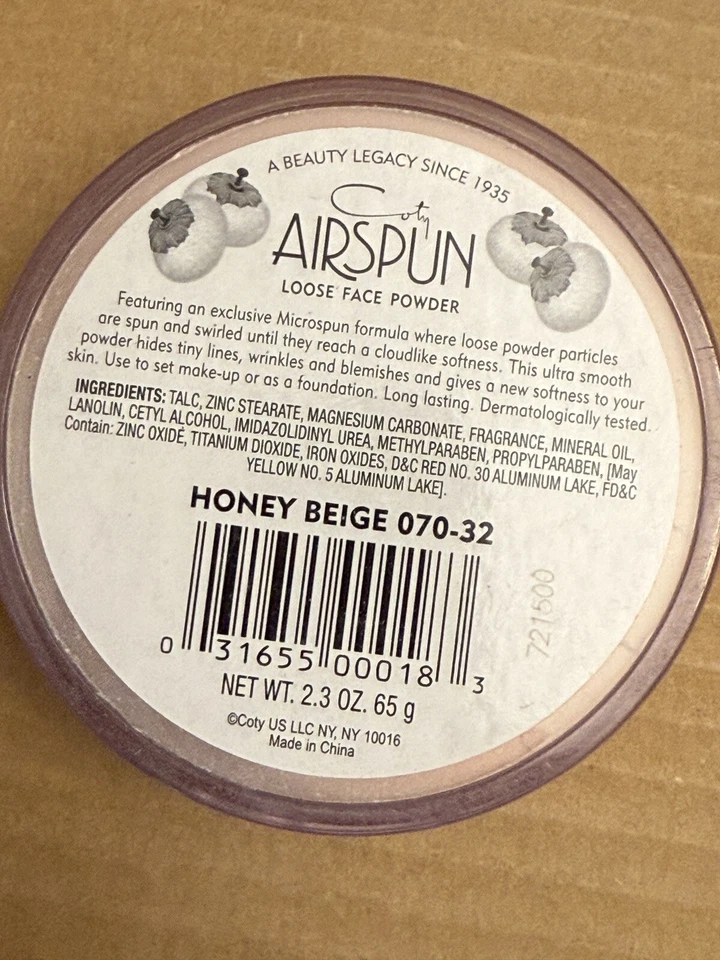 A BEAUTY LEGACY SINCE 1935
Coty
AIRSPUN
LOOSE FACE POWDER
Featuring an exclusive Microspun formula where loose powder particles
are spun and swirled until they reach a cloudlike softness. This ultra smooth
powder hides tiny lines, wrinkles and blemishes and gives a new softness to your
skin. Use to set make-up or as a foundation. Long lasting. Dermatologically tested.
INGREDIENTS: TALC, ZINC STEARATE, MAGNESIUM CARBONATE, FRAGRANCE, MINERAL OIL,
LANOLIN, CETYL ALCOHOL, IMIDAZOLIDINYL UREA, METHYLPARABEN, PROPYLPARABEN, [May
Contain: ZINC OXIDE, TITANIUM DIOXIDE, IRON OXIDES, D&C RED NO. 30 ALUMINUM LAKE, FD&C
YELLOW NO. 5 ALUMINUM LAKE].
HONEY BEIGE 070-32
0 31655 00018 3
721500
NET WT. 2.3 OZ. 65 g
©Coty US LLC NY, NY 10016
Made in China